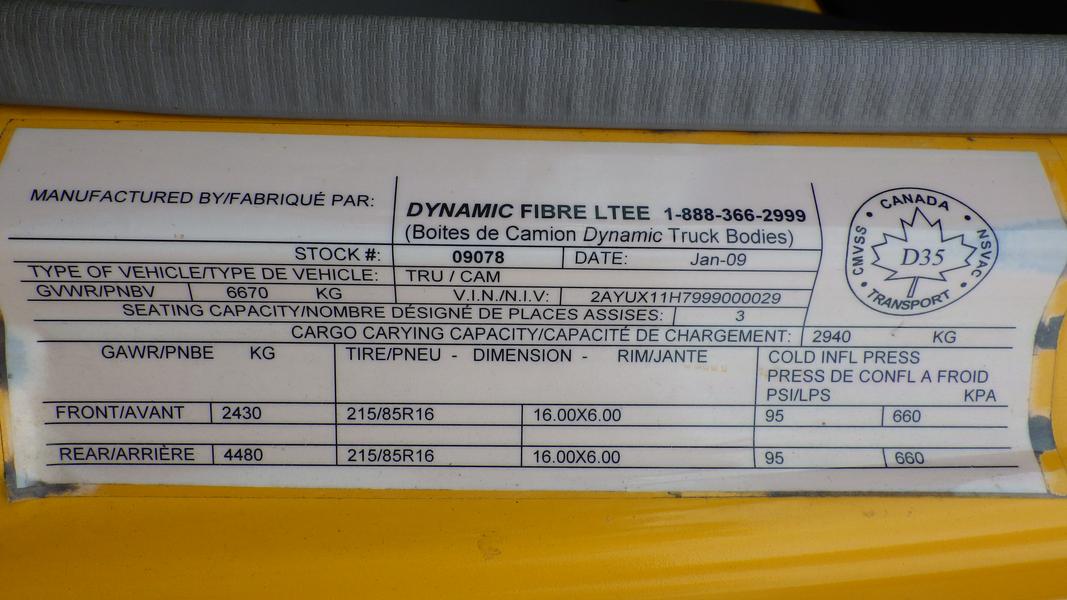 MANUFACTURED BY/FABRIQUÉ PAR:
DYNAMIC FIBRE LTEE 1-888-366-2999
(Boites de Camion Dynamic Truck Bodies)
STOCK #: 09078 DATE: Jan-09
TYPE OF VEHICLE/TYPE DE VEHICLE: TRU / CAM
GVWR/PNBV 6670 KG V.I.N./N.I.V: 2AYUX11H7999000029
SEATING CAPACITY/NOMBRE DÉSIGNÉ DE PLACES ASSISES: 3
CARGO CARYING CAPACITY/CAPACITÉ DE CHARGEMENT: 2940 KG
CANADA
CMVSS D35 NSVAC
TRANSPORT
GAWR/PNBE KG TIRE/PNEU - DIMENSION - RIM/JANTE COLD INFL PRESS
PRESS DE CONFL A FROID
PSI/LPS KPA
FRONT/AVANT 2430 215/85R16 16.00X6.00 95 660
REAR/ARRIÈRE 4480 215/85R16 16.00X6.00 95 660